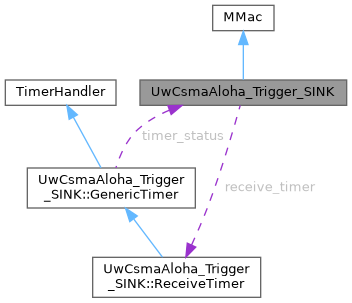 MMac
TimerHandler
UwCsmaAloha_Trigger_SINK
timer_status
UwCsmaAloha_Trigger
_SINK::GenericTimer
receive_timer
UwCsmaAloha_Trigger
_SINK::ReceiveTimer